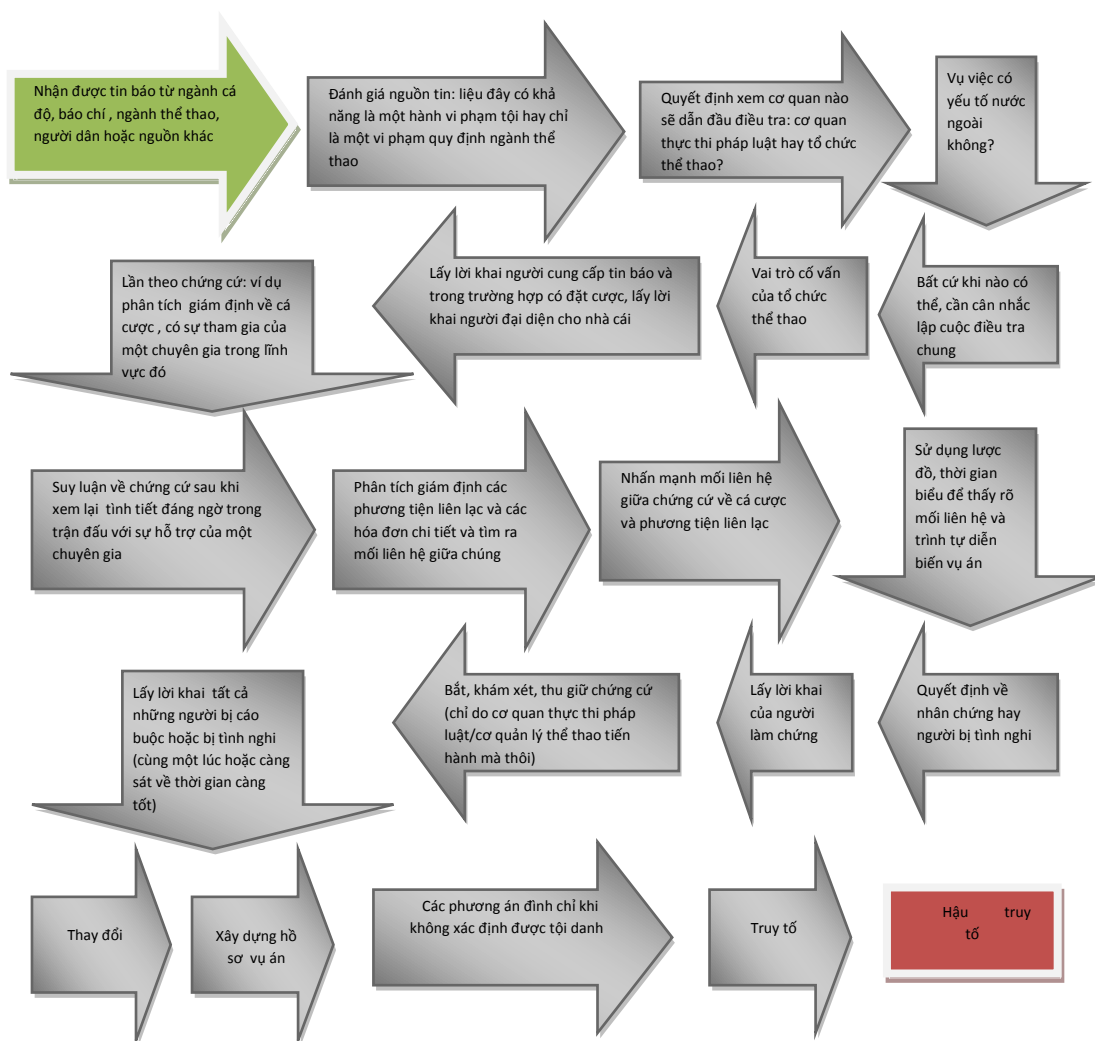 Nhận được tin báo từ ngành cá
độ, báo chí , ngành thể thao,
người dân hoặc nguồn khác
Đánh giá nguồn tin: liệu đây có khả
năng là một hành vi phạm tội hay chỉ
là một vi phạm quy định ngành thể
thao
Quyết định xem cơ quan nào
sẽ dẫn đầu điều tra: cơ quan
thực thi pháp luật hay tổ chức
thể thao?
Vụ việc có
yếu tố nước
ngoài
không?
Bất cứ khi nào có
thể, cần cân nhắc
lập cuộc điều tra
chung
Vai trò cố vấn
của tổ chức
thể thao
Lấy lời khai người cung cấp tin báo và
trong trường hợp có đặt cược, lấy lời
khai người đại diện cho nhà cái
Lần theo chứng cứ: ví dụ
phân tích giám định về cá
cược , có sự tham gia của
một chuyên gia trong lĩnh
vực đó
Suy luận về chứng cứ sau khi
xem lại tình tiết đáng ngờ trong
trận đấu với sự hỗ trợ của một
chuyên gia
Phân tích giám định các
phương tiện liên lạc và các
hóa đơn chi tiết và tìm ra
mối liên hệ giữa chúng
Nhấn mạnh mối liên hệ
giữa chứng cứ về cá cược
và phương tiện liên lạc
Sử dụng lược
đồ, thời gian
biểu để thấy rõ
mối liên hệ và
trình tự diễn
biến vụ án
Quyết định về
nhân chứng hay
người bị tình nghi
Lấy lời khai
của người
làm chứng
Bắt, khám xét, thu giữ chứng cứ
(chỉ do cơ quan thực thi pháp
luật/cơ quản lý thể thao tiến
hành mà thôi)
Lấy lời khai tất cả
những người bị cáo
buộc hoặc bị tình nghi
(cùng một lúc hoặc càng
sát về thời gian càng
tốt)
Thay đổi
Xây dựng hồ
sơ vụ án
Các phương án đình chỉ khi
không xác định được tội danh
Truy tố
Hậu truy
tố